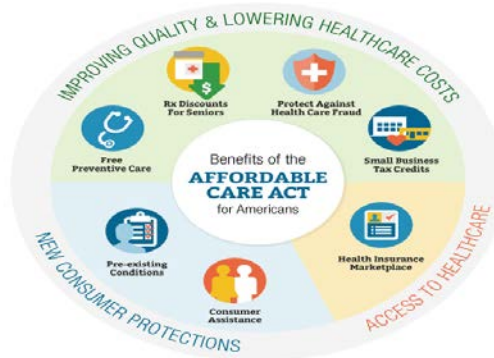 IMPROVING QUALITY & LOWERING HEALTHCARE COSTS
Rx Discounts
For Seniors
Protect Against
Health Care Fraud
Free
Preventive Care
Small Business
Tax Credits
Benefits of the
AFFORDABLE
CARE ACT
for Americans
Pre-existing
Conditions
Health Insurance
Marketplace
Consumer
Assistance
NEW CONSUMER PROTECTIONS
ACCESS TO HEALTHCARE
$